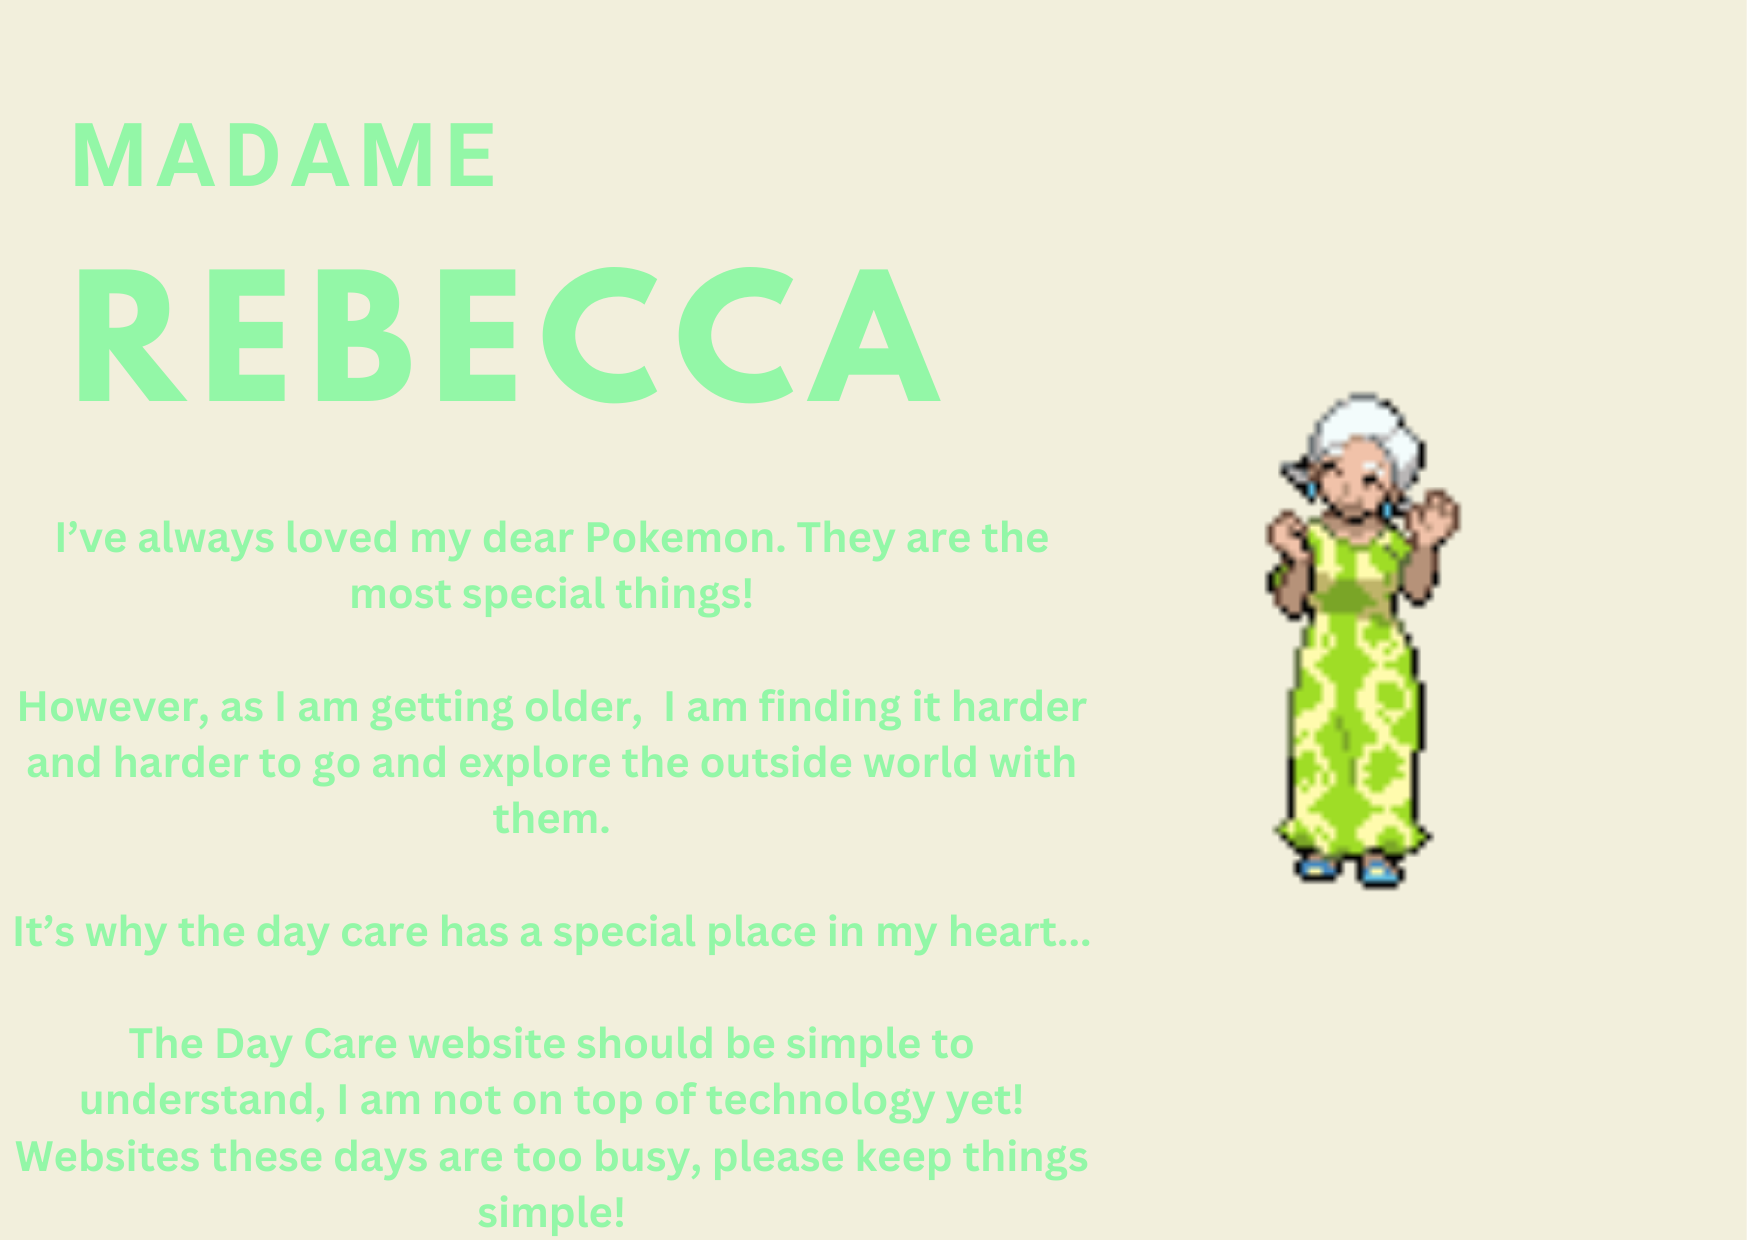 MADAME
REBECCA
I’ve always loved my dear Pokemon. They are the
most special things!
However, as I am getting older,  I am finding it harder
and harder to go and explore the outside world with
them.
It’s why the day care has a special place in my heart...
The Day Care website should be simple to
understand, I am not on top of technology yet!
Websites these days are too busy, please keep things
simple!